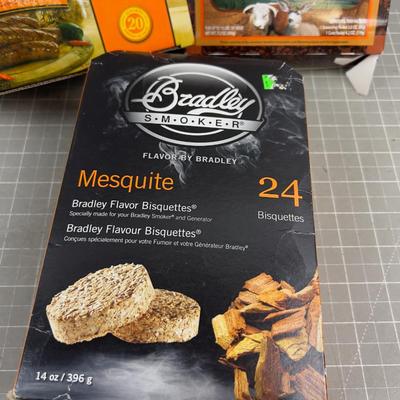 20
Bradley
SMOKER®
FLAVOR BY BRADLEY
Mesquite
24
Bisquettes
Bradley Flavor Bisquettes®
Specially made for your Bradley Smoker® and Generator
Bradley Flavour Bisquettes®
Conçues spécialement pour votre Fumoir et votre Générateur Bradley®
14 oz / 396 g